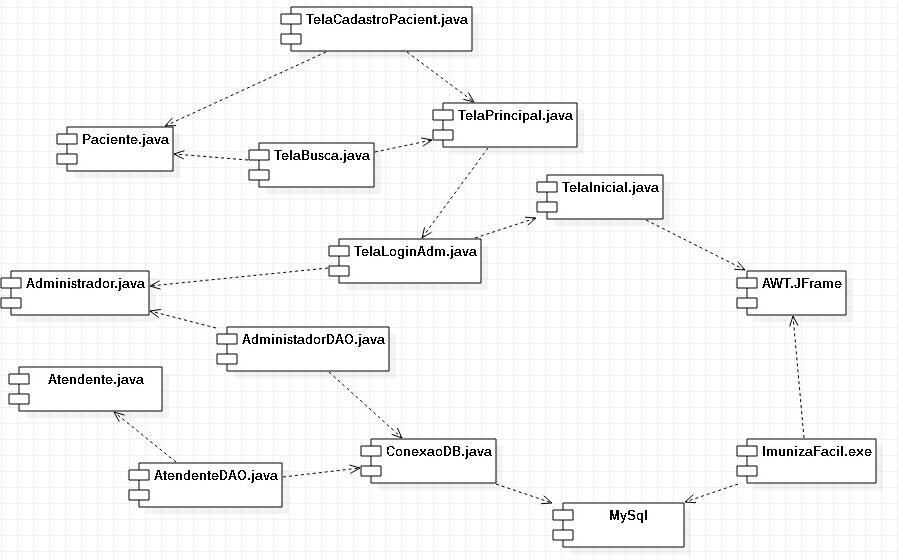 TelaCadastroPacient.java
TelaPrincipal.java
Paciente.java
TelaBusca.java
TelaInicial.java
TelaLoginAdm.java
Administrador.java
AWT.JFrame
AdministadorDAO.java
Atendente.java
ConexaoDB.java
ImunizaFacil.exe
AtendenteDAO.java
MySql